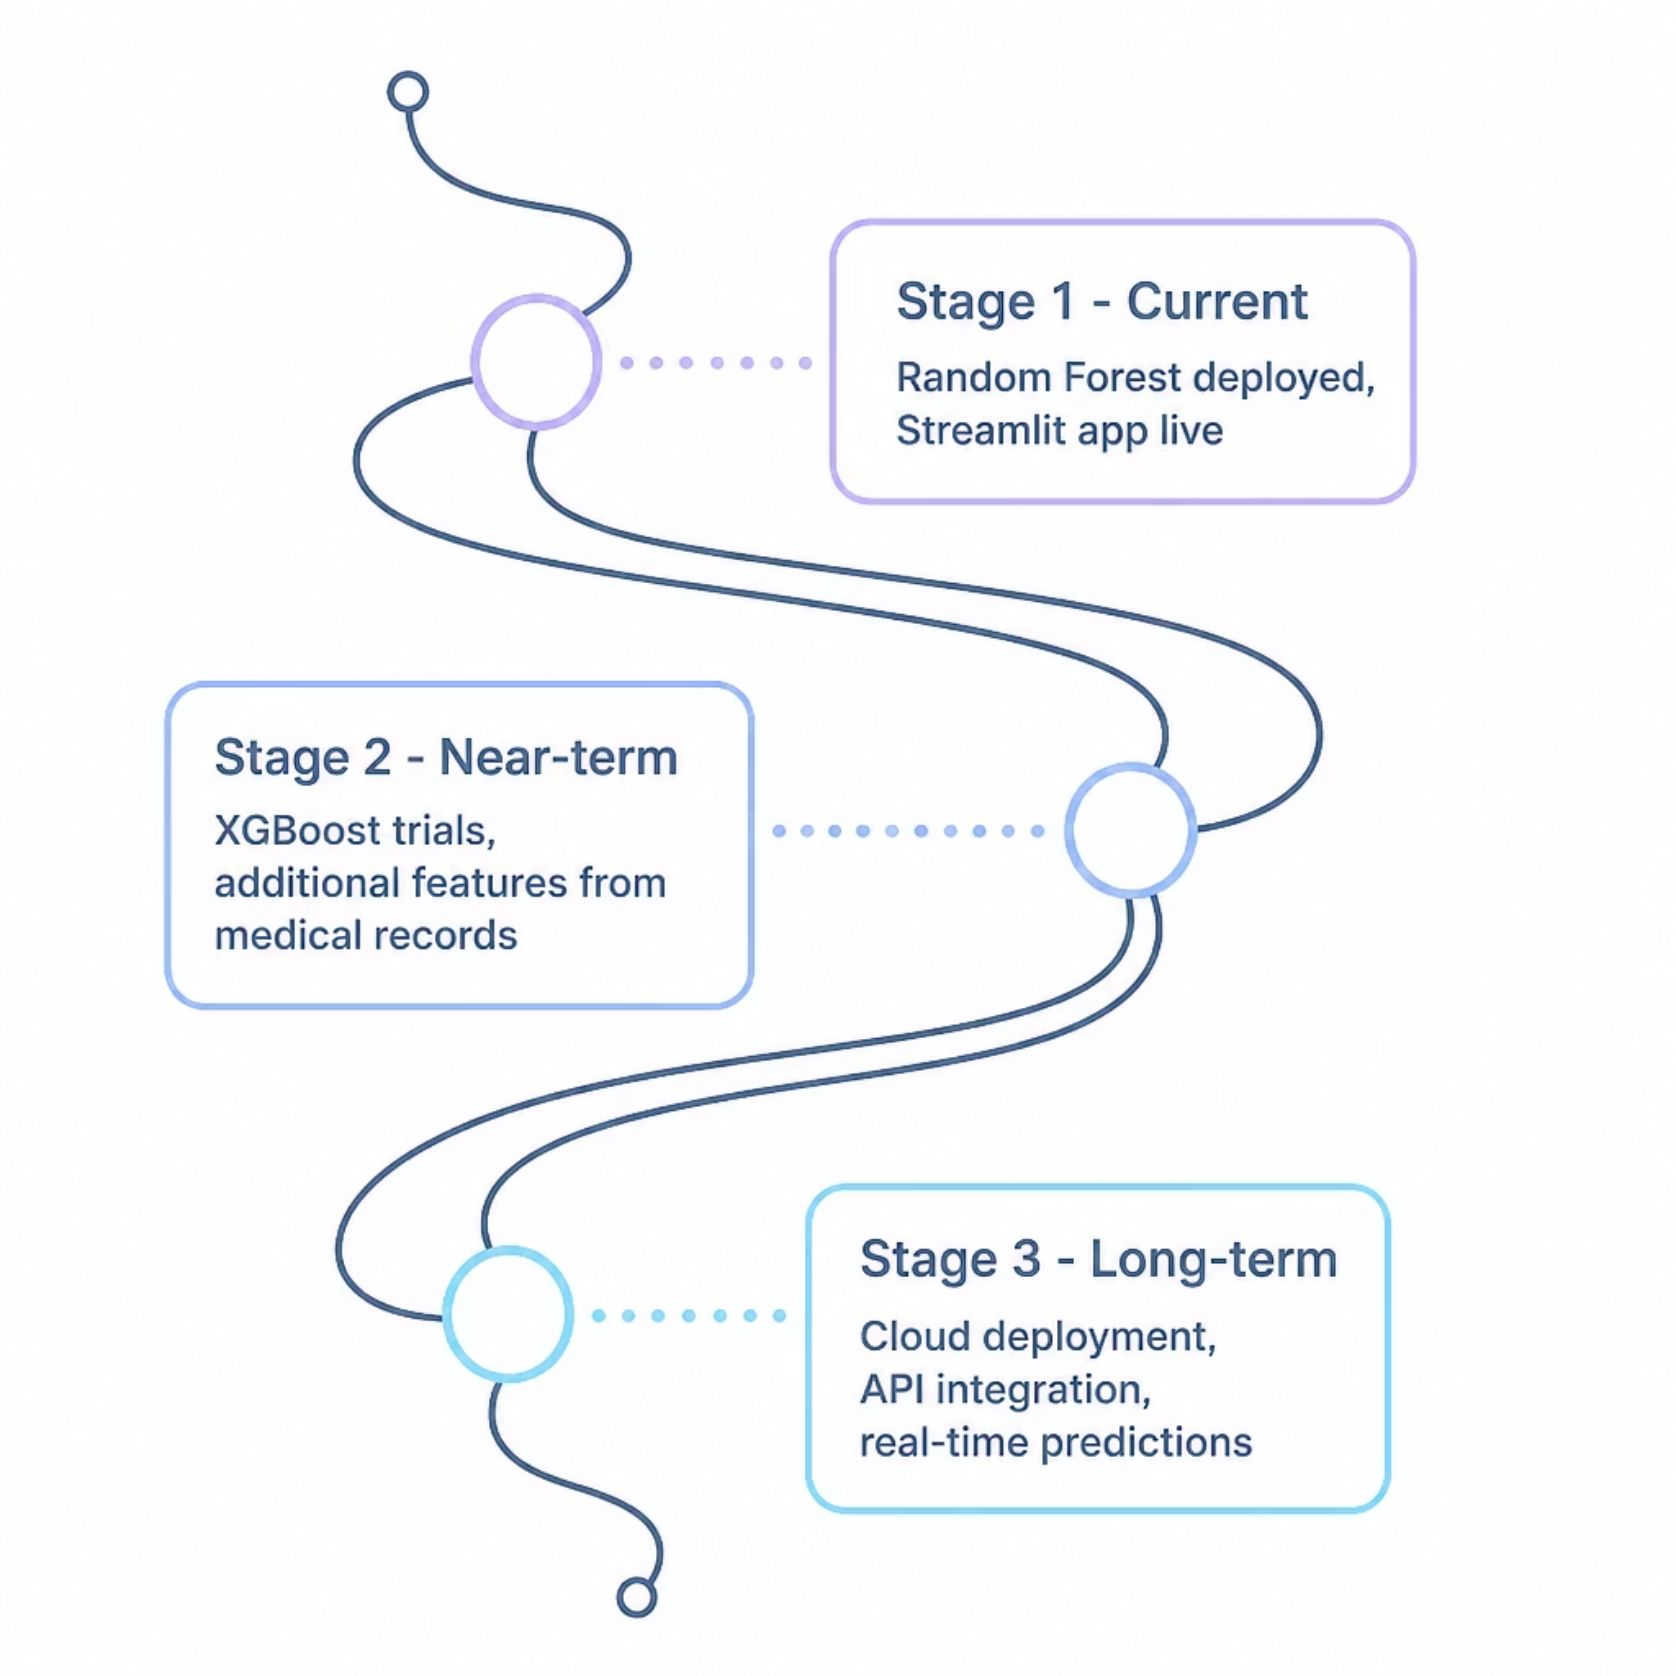 Stage 1 - Current
Random Forest deployed,
Streamlit app live
Stage 2 - Near-term
XGBoost trials,
additional features from
medical records
Stage 3 - Long-term
Cloud deployment,
API integration,
real-time predictions